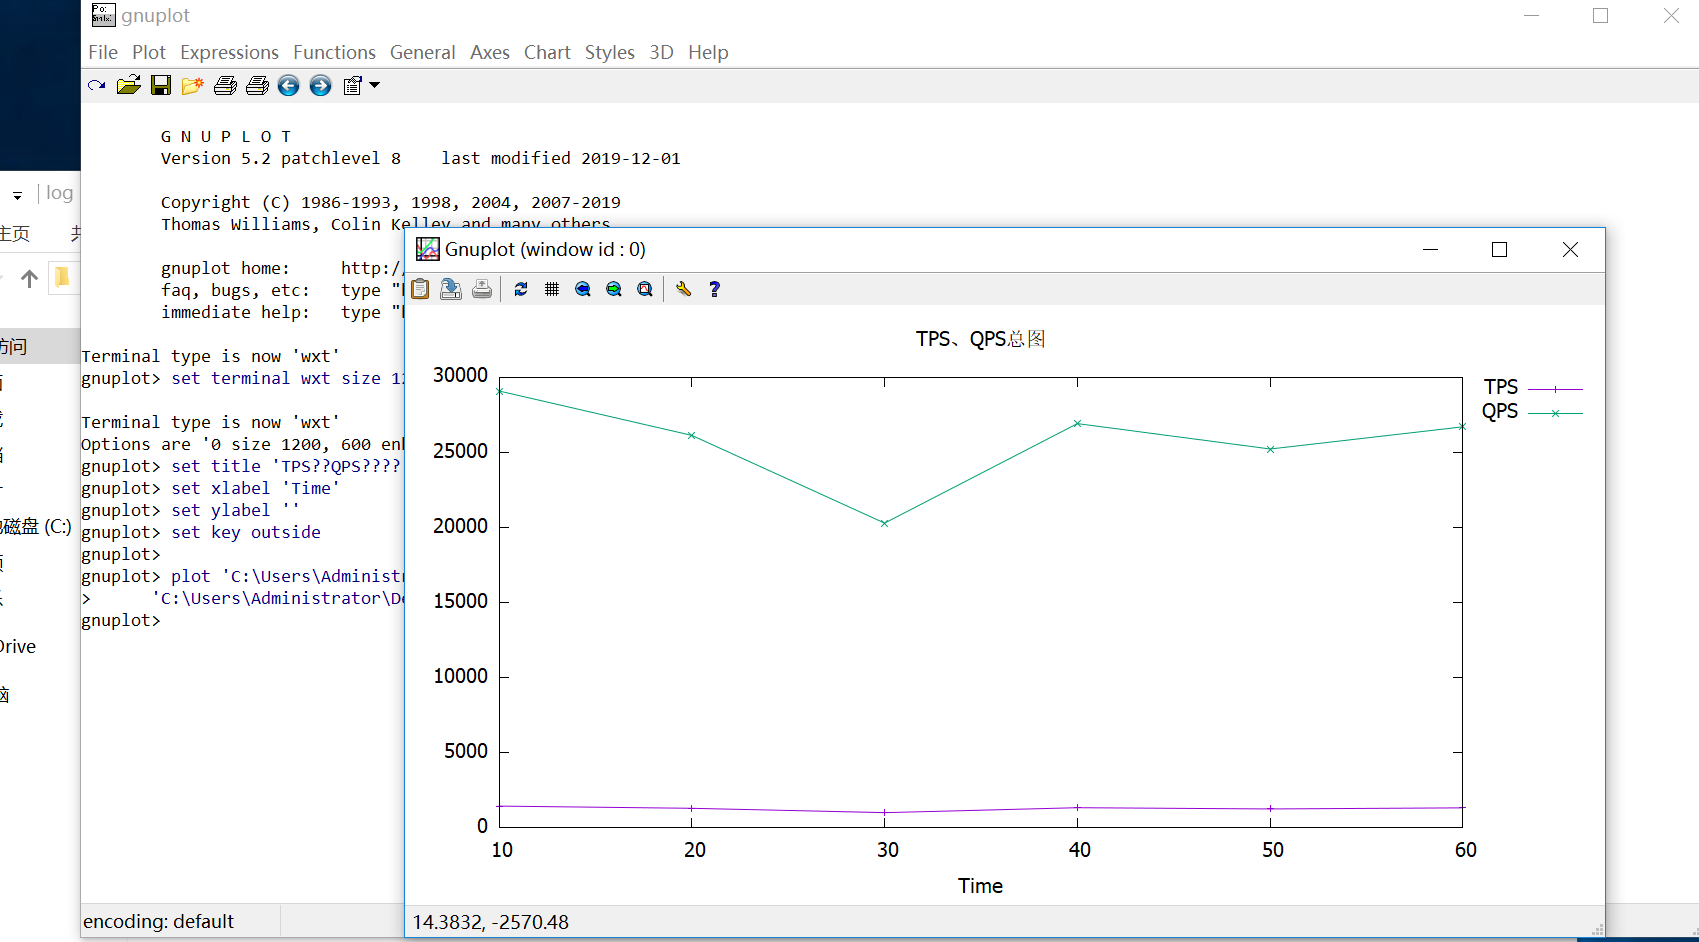 gnuplot
File Plot Expressions Functions General Axes Chart Styles 3D Help
G N U P L O T
Version 5.2 patchlevel 8 last modified 2019-12-01
Copyright (C) 1986-1993, 1998, 2004, 2007-2019
Thomas Williams, Colin Kelley and many others
gnuplot home: http:/
faq, bugs, etc: type "
immediate help: type "
Terminal type is now 'wxt'
gnuplot> set terminal wxt size 12
Terminal type is now 'wxt'
Options are '0 size 1200, 600 enh
gnuplot> set title 'TPS??QPS????
gnuplot> set xlabel 'Time'
gnuplot> set ylabel ''
gnuplot> set key outside
gnuplot>
gnuplot> plot 'C:\Users\Administr
> 'C:\Users\Administrator\De
gnuplot>
encoding: default
log
主页
访问
磁盘 (C:)
Drive
Gnuplot (window id : 0)
TPS、QPS总图
TPS
QPS
30000
25000
20000
15000
10000
5000
0
10 20 30 40 50 60
Time
14.3832, -2570.48